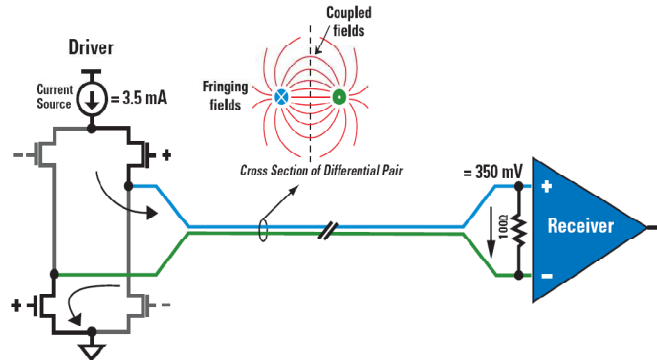 Driver
Current
Source
= 3.5 mA
Coupled
fields
Fringing
fields
Cross Section of Differential Pair
– +
+ –
= 350 mV
100Ω
+
Receiver
–